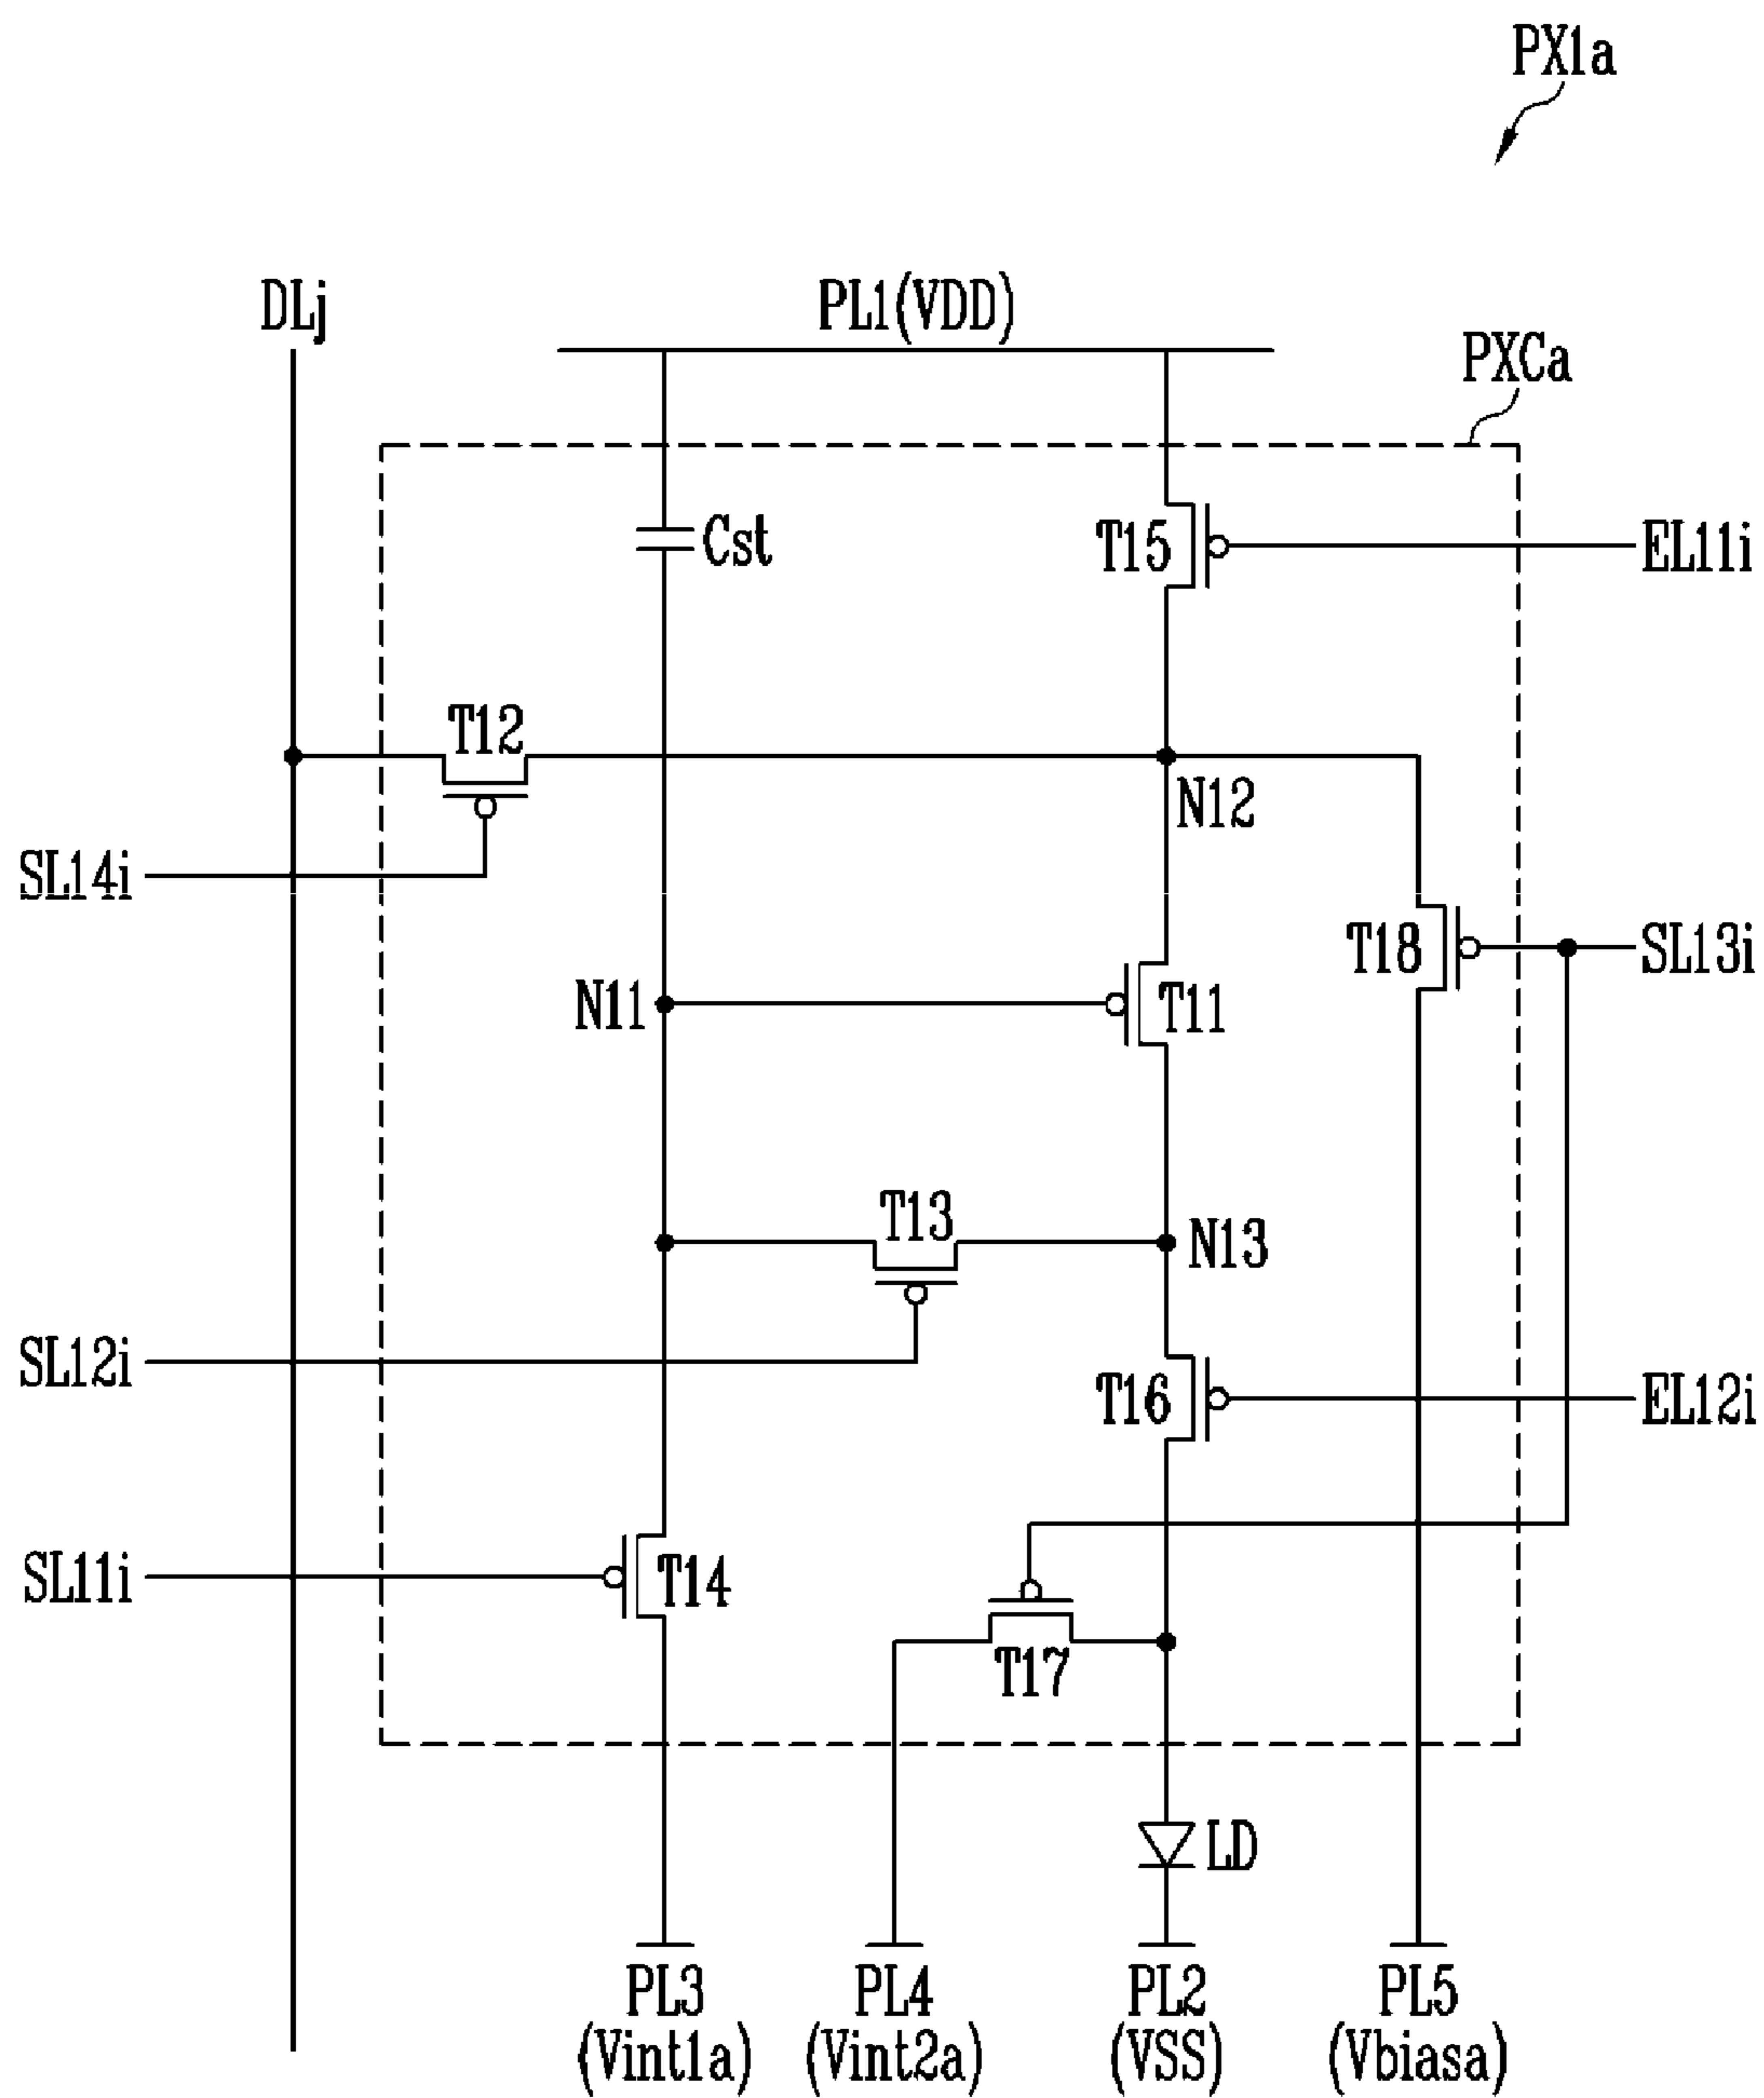 PX1a
DLj
PL1(VDD)
PXCa
Cst
T15
EL11i
T12
N12
SL14i
T18
SL13i
N11
T11
T13
N13
SL12i
T16
EL12i
SL11i
T14
T17
LD
PL3
(Vint1a)
PL4
(Vint2a)
PL2
(VSS)
PL5
(Vbiasa)